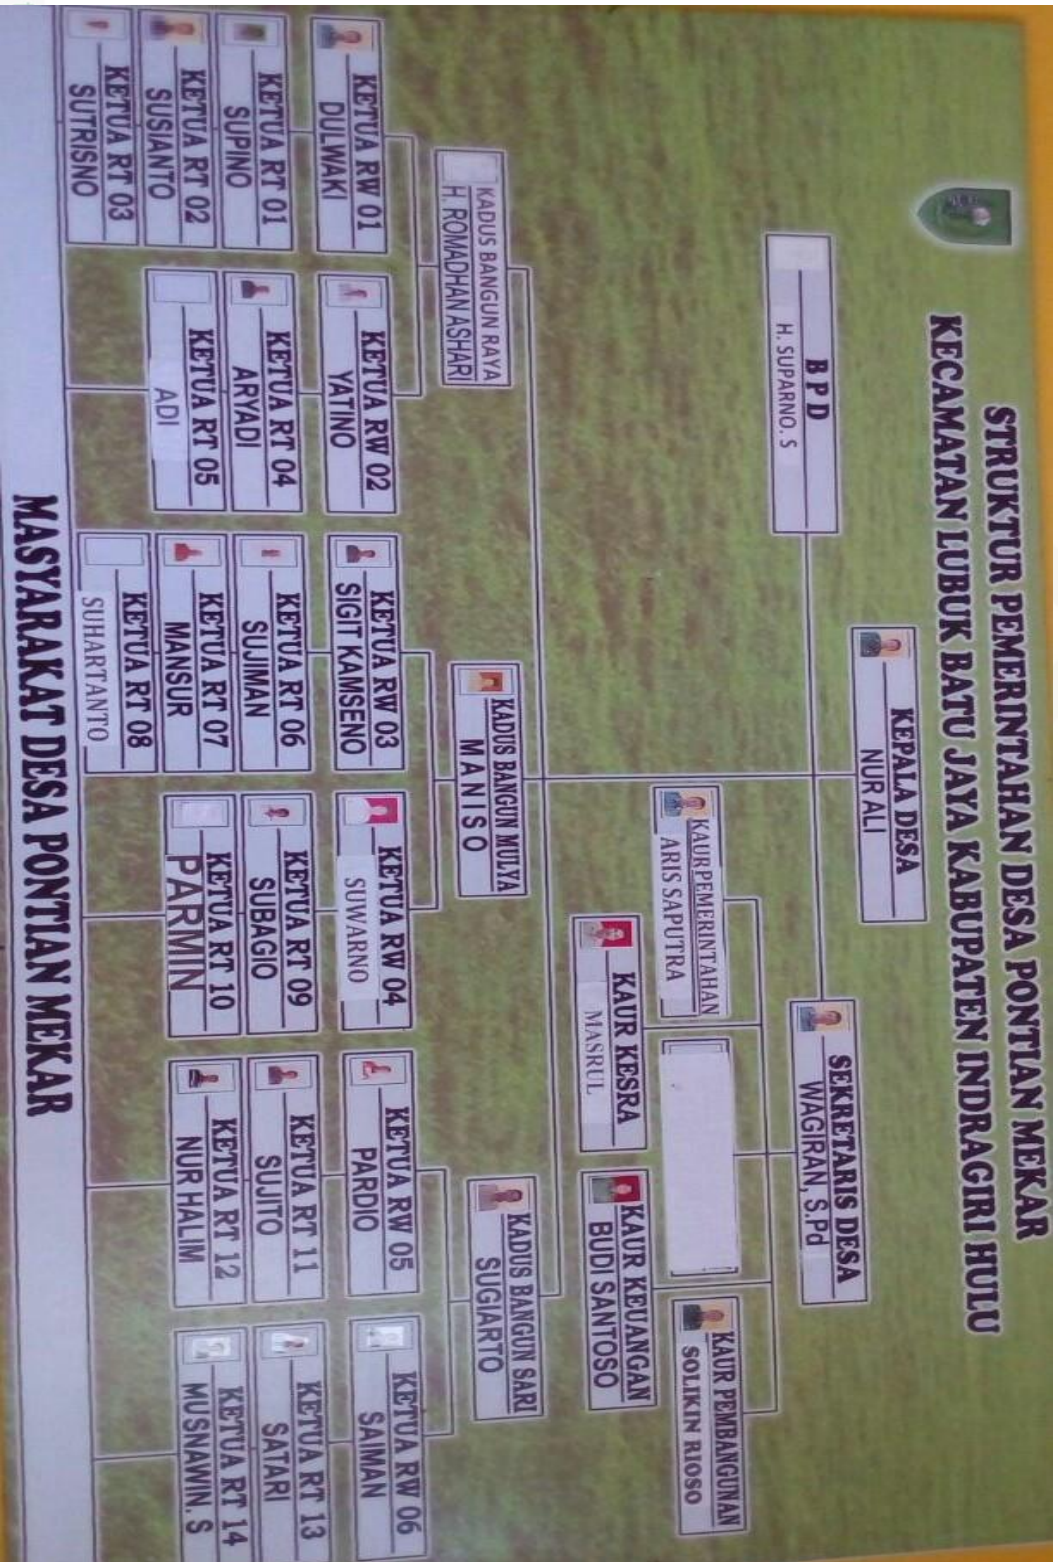 STRUKTUR PEMERINTAHAN DESA PONTIAN MEKAR
KECAMATAN LUBUK BATU JAYA KABUPATEN INDRAGIRI HULU
KEPALA DESA
NUR ALI
B P D
H. SUPARNO. S
SEKRETARIS DESA
WAGIRAN, S.Pd
KAUR PEMERINTAHAN
ARIS SAPUTRA
KAUR PEMBANGUNAN
SOLIKIN RIOSO
KAUR KESRA
MASRUL
KAUR KEUANGAN
BUDI SANTOSO
KADUS BANGUN RAYA
H. ROMADHAN ASHARI
KADUS BANGUN MULYA
M A N I S O
KADUS BANGUN SARI
SUGIARTO
KETUA RW 01
DULWAKI
KETUA RW 02
YATINO
KETUA RW 03
SIGIT KAMSENO
KETUA RW 04
SUWARNO
KETUA RW 05
PARDIO
KETUA RW 06
SAIMAN
KETUA RT 01
SUPINO
KETUA RT 04
ARYADI
KETUA RT 06
SUJIMAN
KETUA RT 09
SUBAGIO
KETUA RT 11
SUJITO
KETUA RT 13
SATARI
KETUA RT 02
SUSIANTO
KETUA RT 05
ADI
KETUA RT 07
MANSUR
KETUA RT 10
PARMIN
KETUA RT 12
NUR HALIM
KETUA RT 14
MUSNAWIN. S
KETUA RT 03
SUTRISNO
KETUA RT 08
SUHARTANTO
MASYARAKAT DESA PONTIAN MEKAR